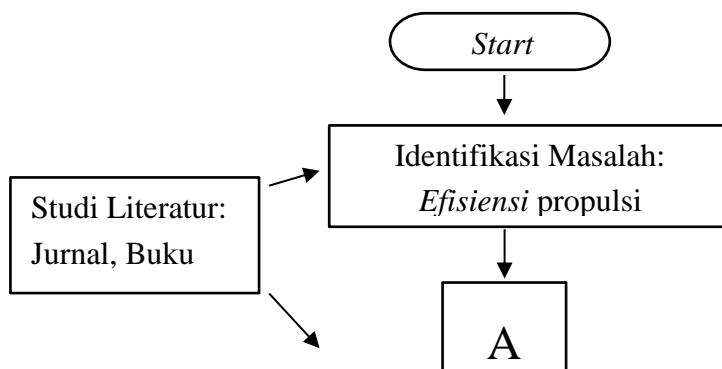 Start
Identifikasi Masalah:
Efisiensi propulsi
Studi Literatur:
Jurnal, Buku
A